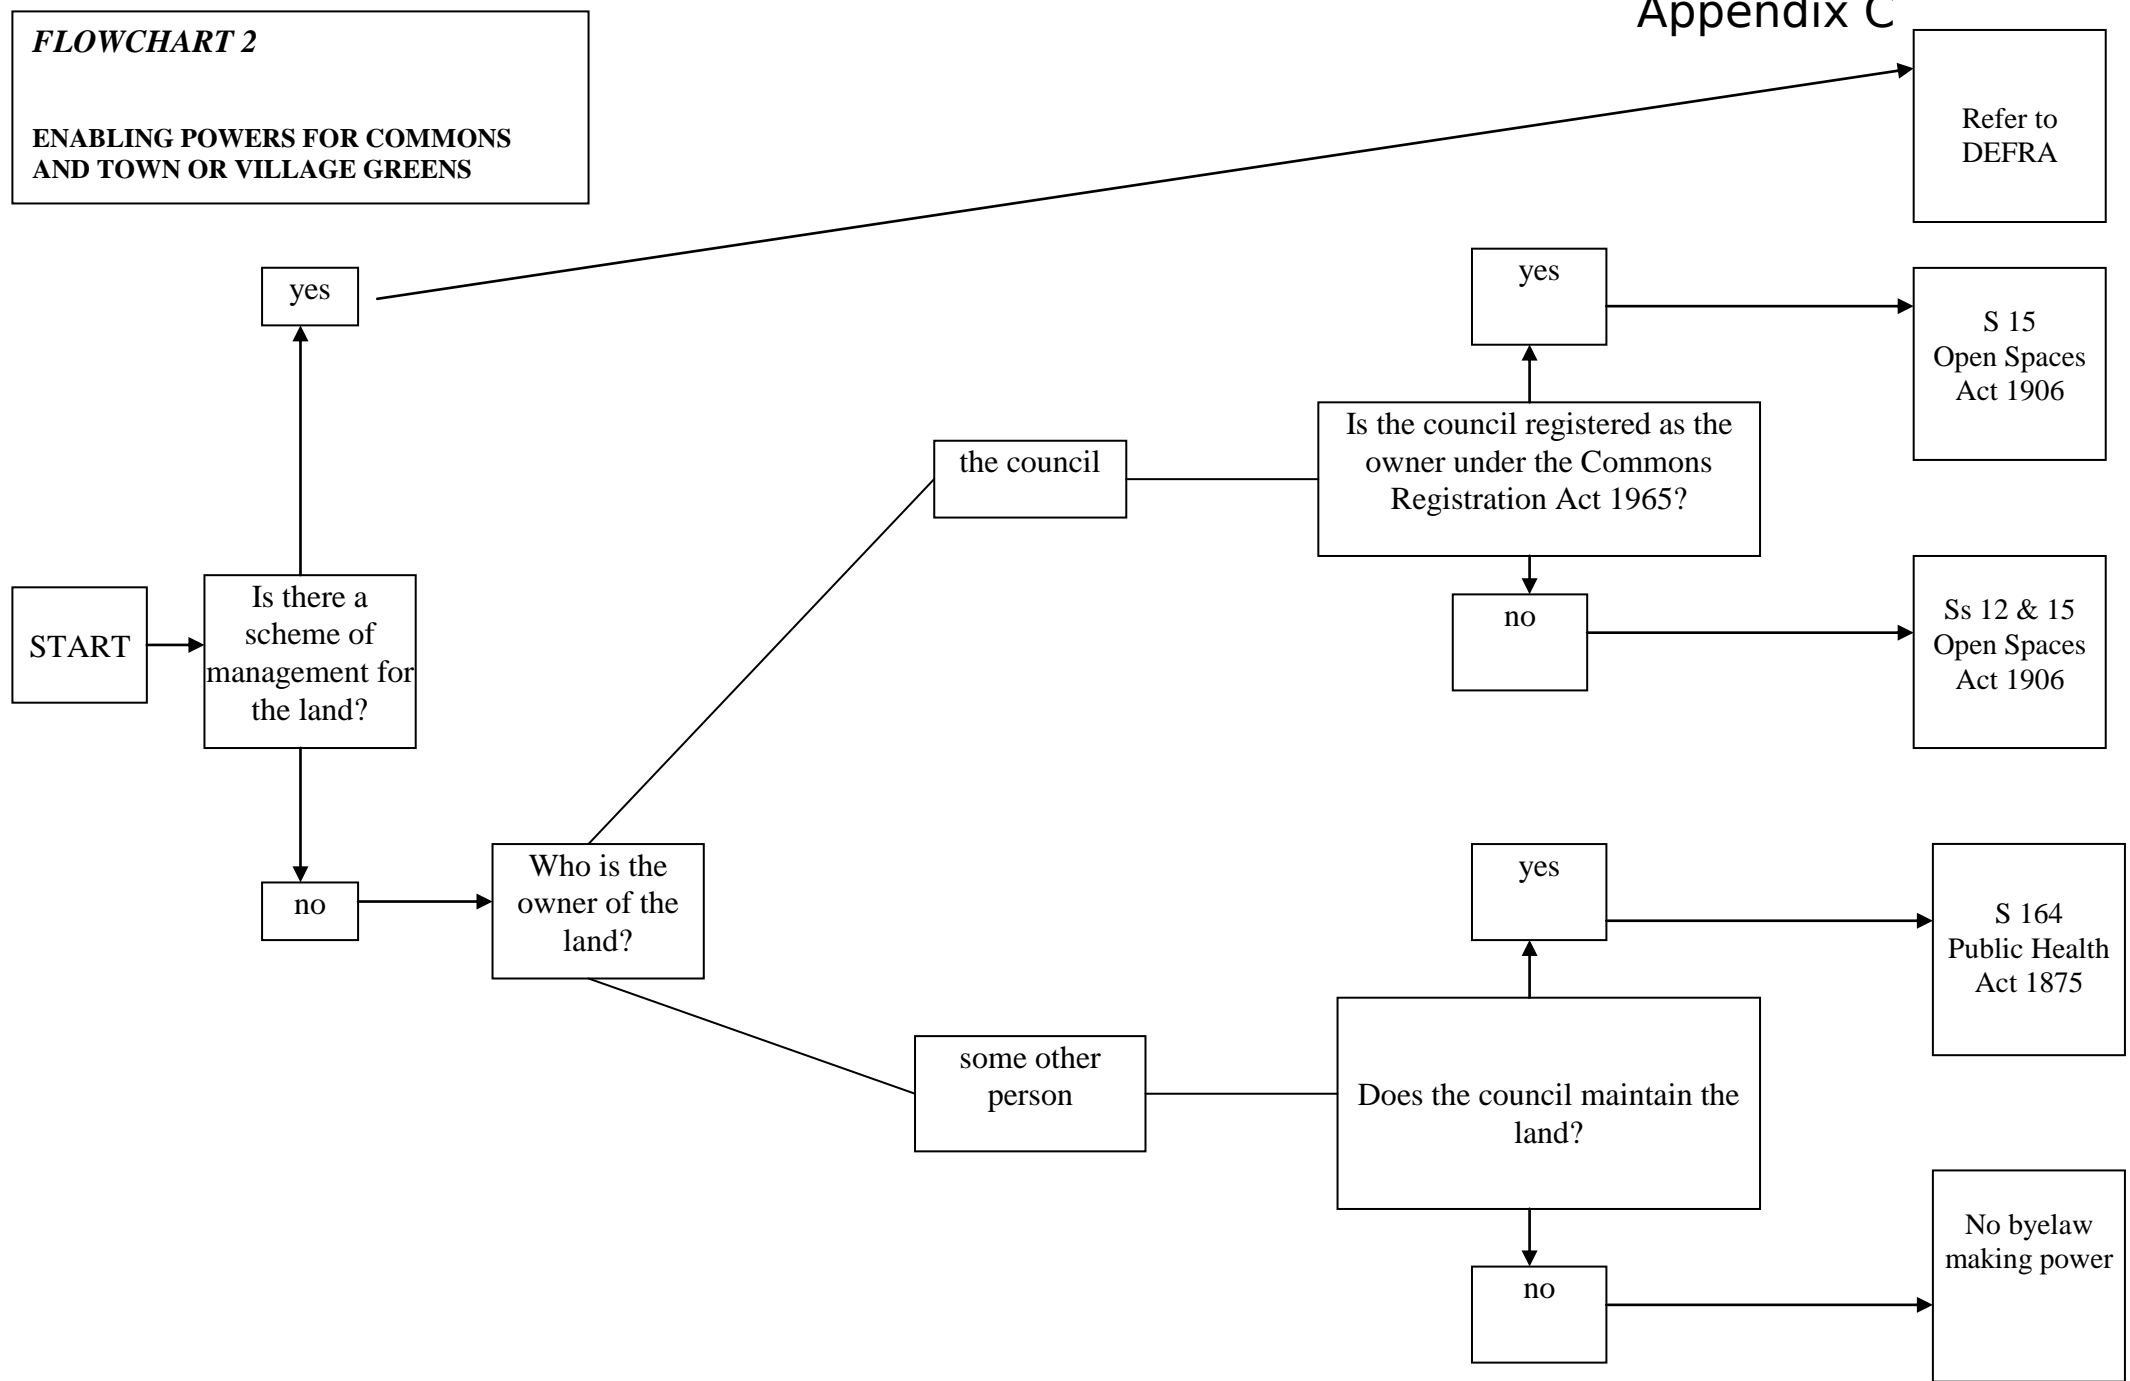 Appendix C
FLOWCHART 2
ENABLING POWERS FOR COMMONS
AND TOWN OR VILLAGE GREENS
Refer to
DEFRA
yes
yes
S 15
Open Spaces
Act 1906
Is the council registered as the
owner under the Commons
Registration Act 1965?
the council
START
Is there a
scheme of
management for
the land?
no
Ss 12 & 15
Open Spaces
Act 1906
no
Who is the
owner of the
land?
yes
S 164
Public Health
Act 1875
some other
person
Does the council maintain the
land?
no
No byelaw
making power